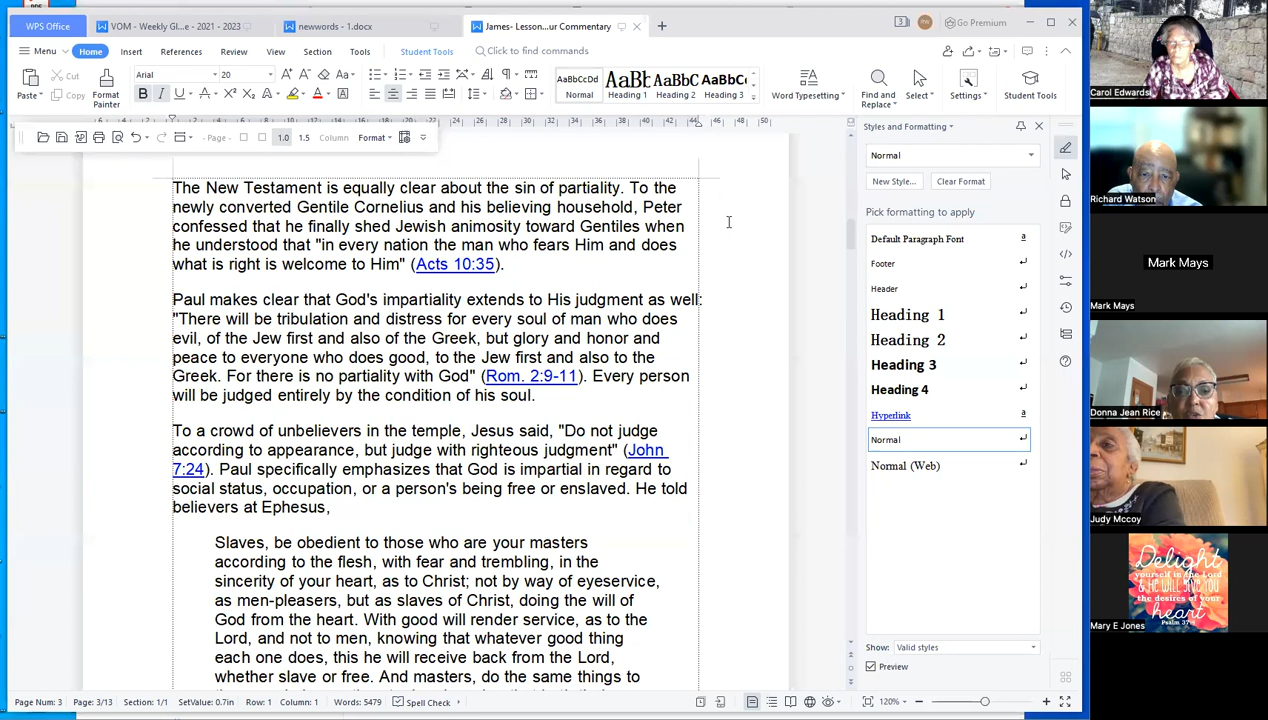 WPS Office
VOM - Weekly Gl...e - 2021 - 2023
newwords - 1.docx
James- Lesson...ur Commentary
Go Premium
Menu
Home
Insert
References
Review
View
Section
Tools
Student Tools
Click to find commands
Paste
Cut
Copy
Format
Painter
Arial
20
AaBbCcDd
Normal
AaBb
Heading 1
AaBbC
Heading 2
AaBbC
Heading 3
Word Typesetting
Find and
Replace
Select
Settings
Student Tools
- Page -
1.0
1.5
Column
Format
The New Testament is equally clear about the sin of partiality. To the
newly converted Gentile Cornelius and his believing household, Peter
confessed that he finally shed Jewish animosity toward Gentiles when
he understood that "in every nation the man who fears Him and does
what is right is welcome to Him" (Acts 10:35).
Paul makes clear that God's impartiality extends to His judgment as well:
"There will be tribulation and distress for every soul of man who does
evil, of the Jew first and also of the Greek, but glory and honor and
peace to everyone who does good, to the Jew first and also to the
Greek. For there is no partiality with God" (Rom. 2:9-11). Every person
will be judged entirely by the condition of his soul.
To a crowd of unbelievers in the temple, Jesus said, "Do not judge
according to appearance, but judge with righteous judgment" (John
7:24). Paul specifically emphasizes that God is impartial in regard to
social status, occupation, or a person's being free or enslaved. He told
believers at Ephesus,
Slaves, be obedient to those who are your masters
according to the flesh, with fear and trembling, in the
sincerity of your heart, as to Christ; not by way of eyeservice,
as men-pleasers, but as slaves of Christ, doing the will of
God from the heart. With good will render service, as to the
Lord, and not to men, knowing that whatever good thing
each one does, this he will receive back from the Lord,
whether slave or free. And masters, do the same things to
Styles and Formatting
Normal
New Style...
Clear Format
Pick formatting to apply
Default Paragraph Font
Footer
Header
Heading 1
Heading 2
Heading 3
Heading 4
Hyperlink
Normal
Normal (Web)
Show:
Valid styles
Preview
Page Num: 3
Page: 3/13
Section: 1/1
SetValue: 0.7in
Row: 1
Column: 1
Words: 5479
Spell Check
120%
Carol Edwards
Richard Watson
Mark Mays
Mark Mays
Donna Jean Rice
Judy Mccoy
Delight
yourself in the Lord
& HE WILL GIVE YOU
the desires of your
heart
Psalm 37:4
Mary E Jones